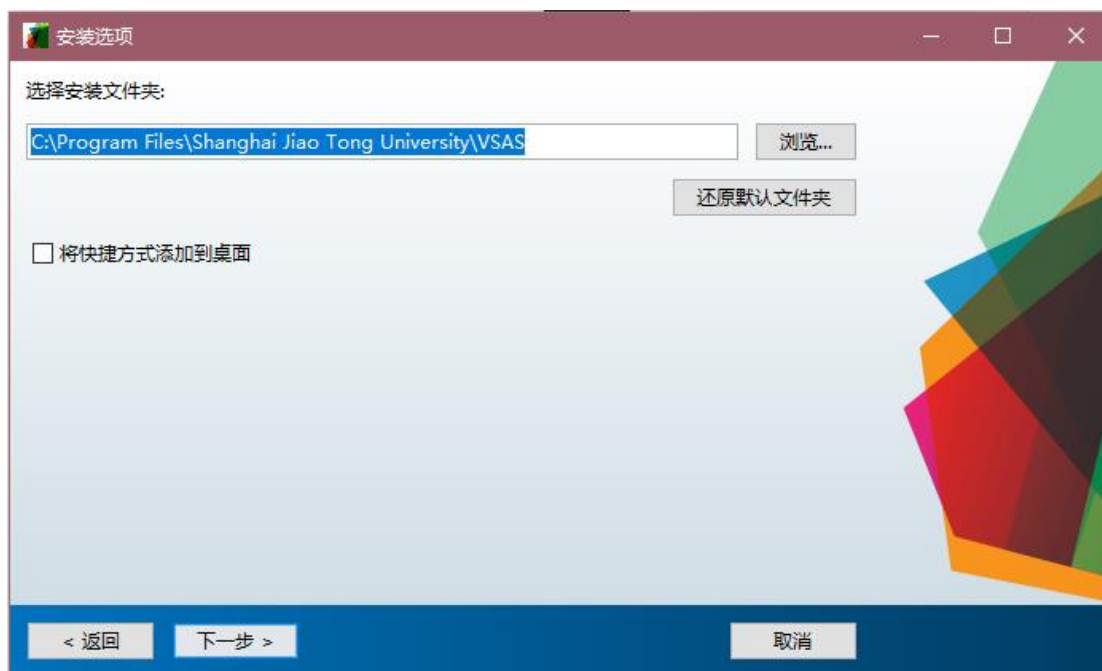 安装选项
选择安装文件夹:
C:\Program Files\Shanghai Jiao Tong University\VSAS
浏览...
还原默认文件夹
将快捷方式添加到桌面
< 返回
下一步 >
取消